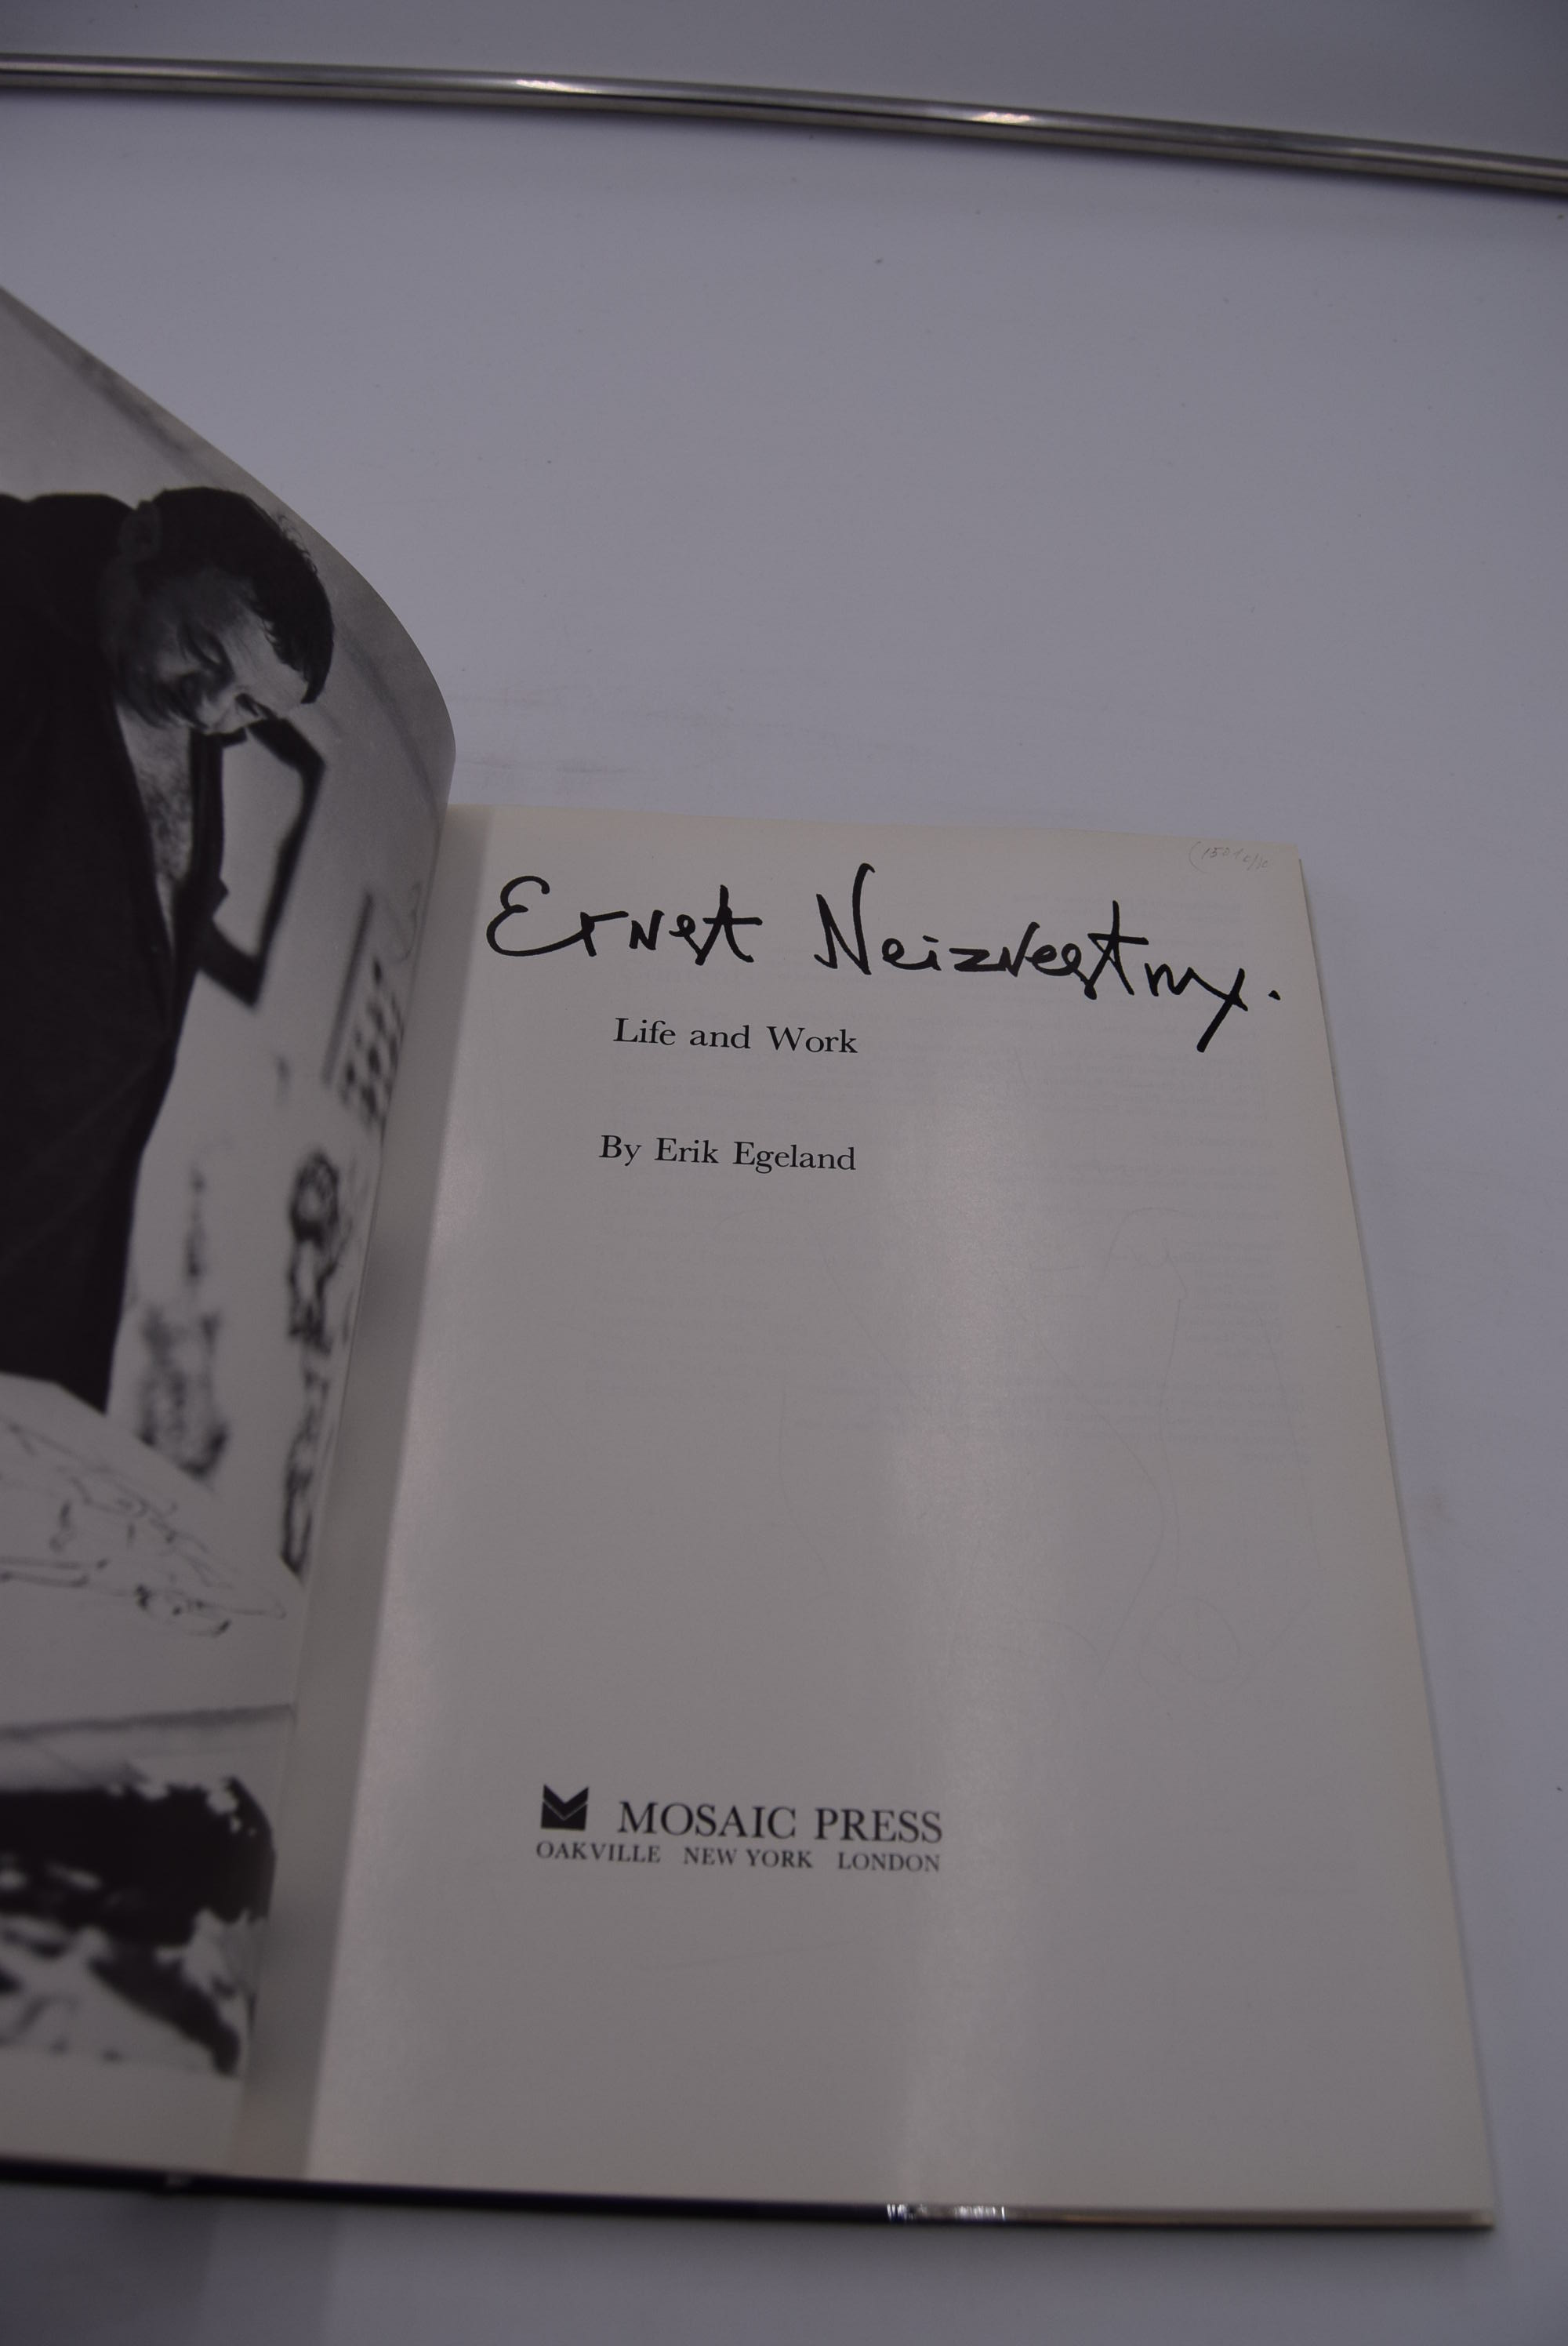 Ernst Neizvestny.
Life and Work
By Erik Egeland
MOSAIC PRESS
OAKVILLE NEW YORK LONDON